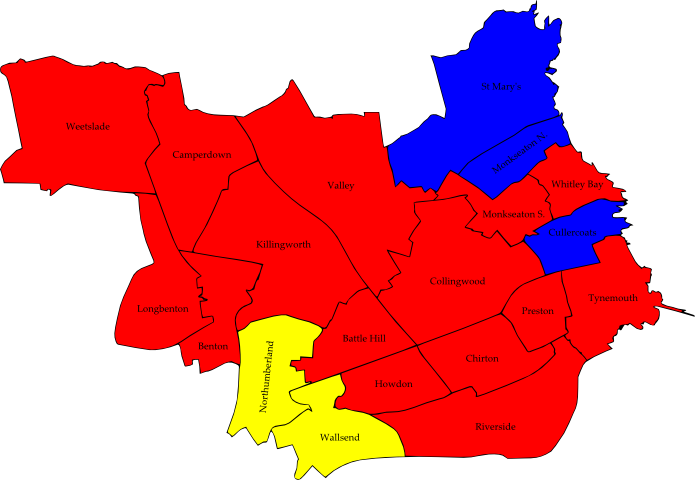 St Mary's
Weetslade
Camperdown
Monkseaton N.
Valley
Whitley Bay
Monkseaton S.
Cullercoats
Killingworth
Collingwood
Tynemouth
Longbenton
Preston
Battle Hill
Benton
Chirton
Northumberland
Howdon
Riverside
Wallsend